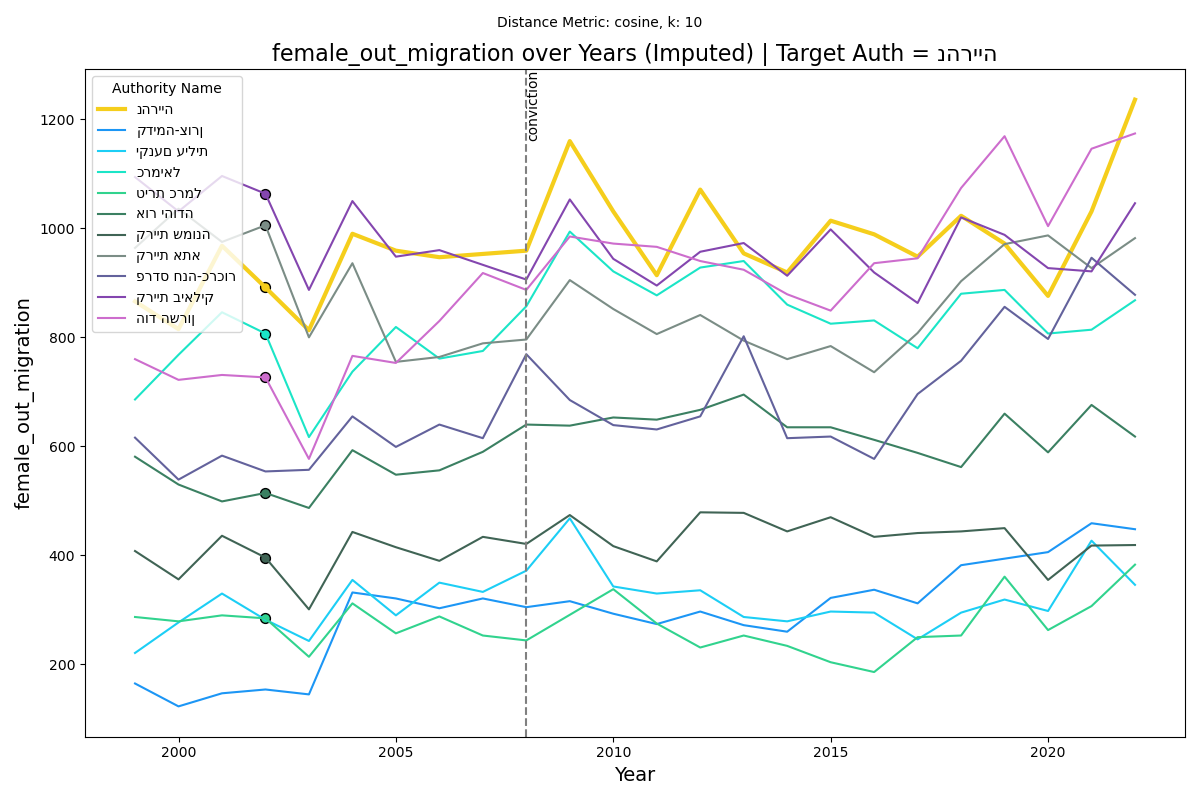 Distance Metric: cosine, k: 10
female_out_migration over Years (Imputed) | Target Auth = נהרייה
Authority Name
נהרייה
קדימה-צורן
יקנעם עילית
כרמיאל
טירת כרמל
אור יהודה
קריית שמונה
קריית אתא
פרדס חנה-כרכור
קריית ביאליק
הוד השרון
conviction
female_out_migration
1200
1000
800
600
400
200
2000 2005 2010 2015 2020
Year